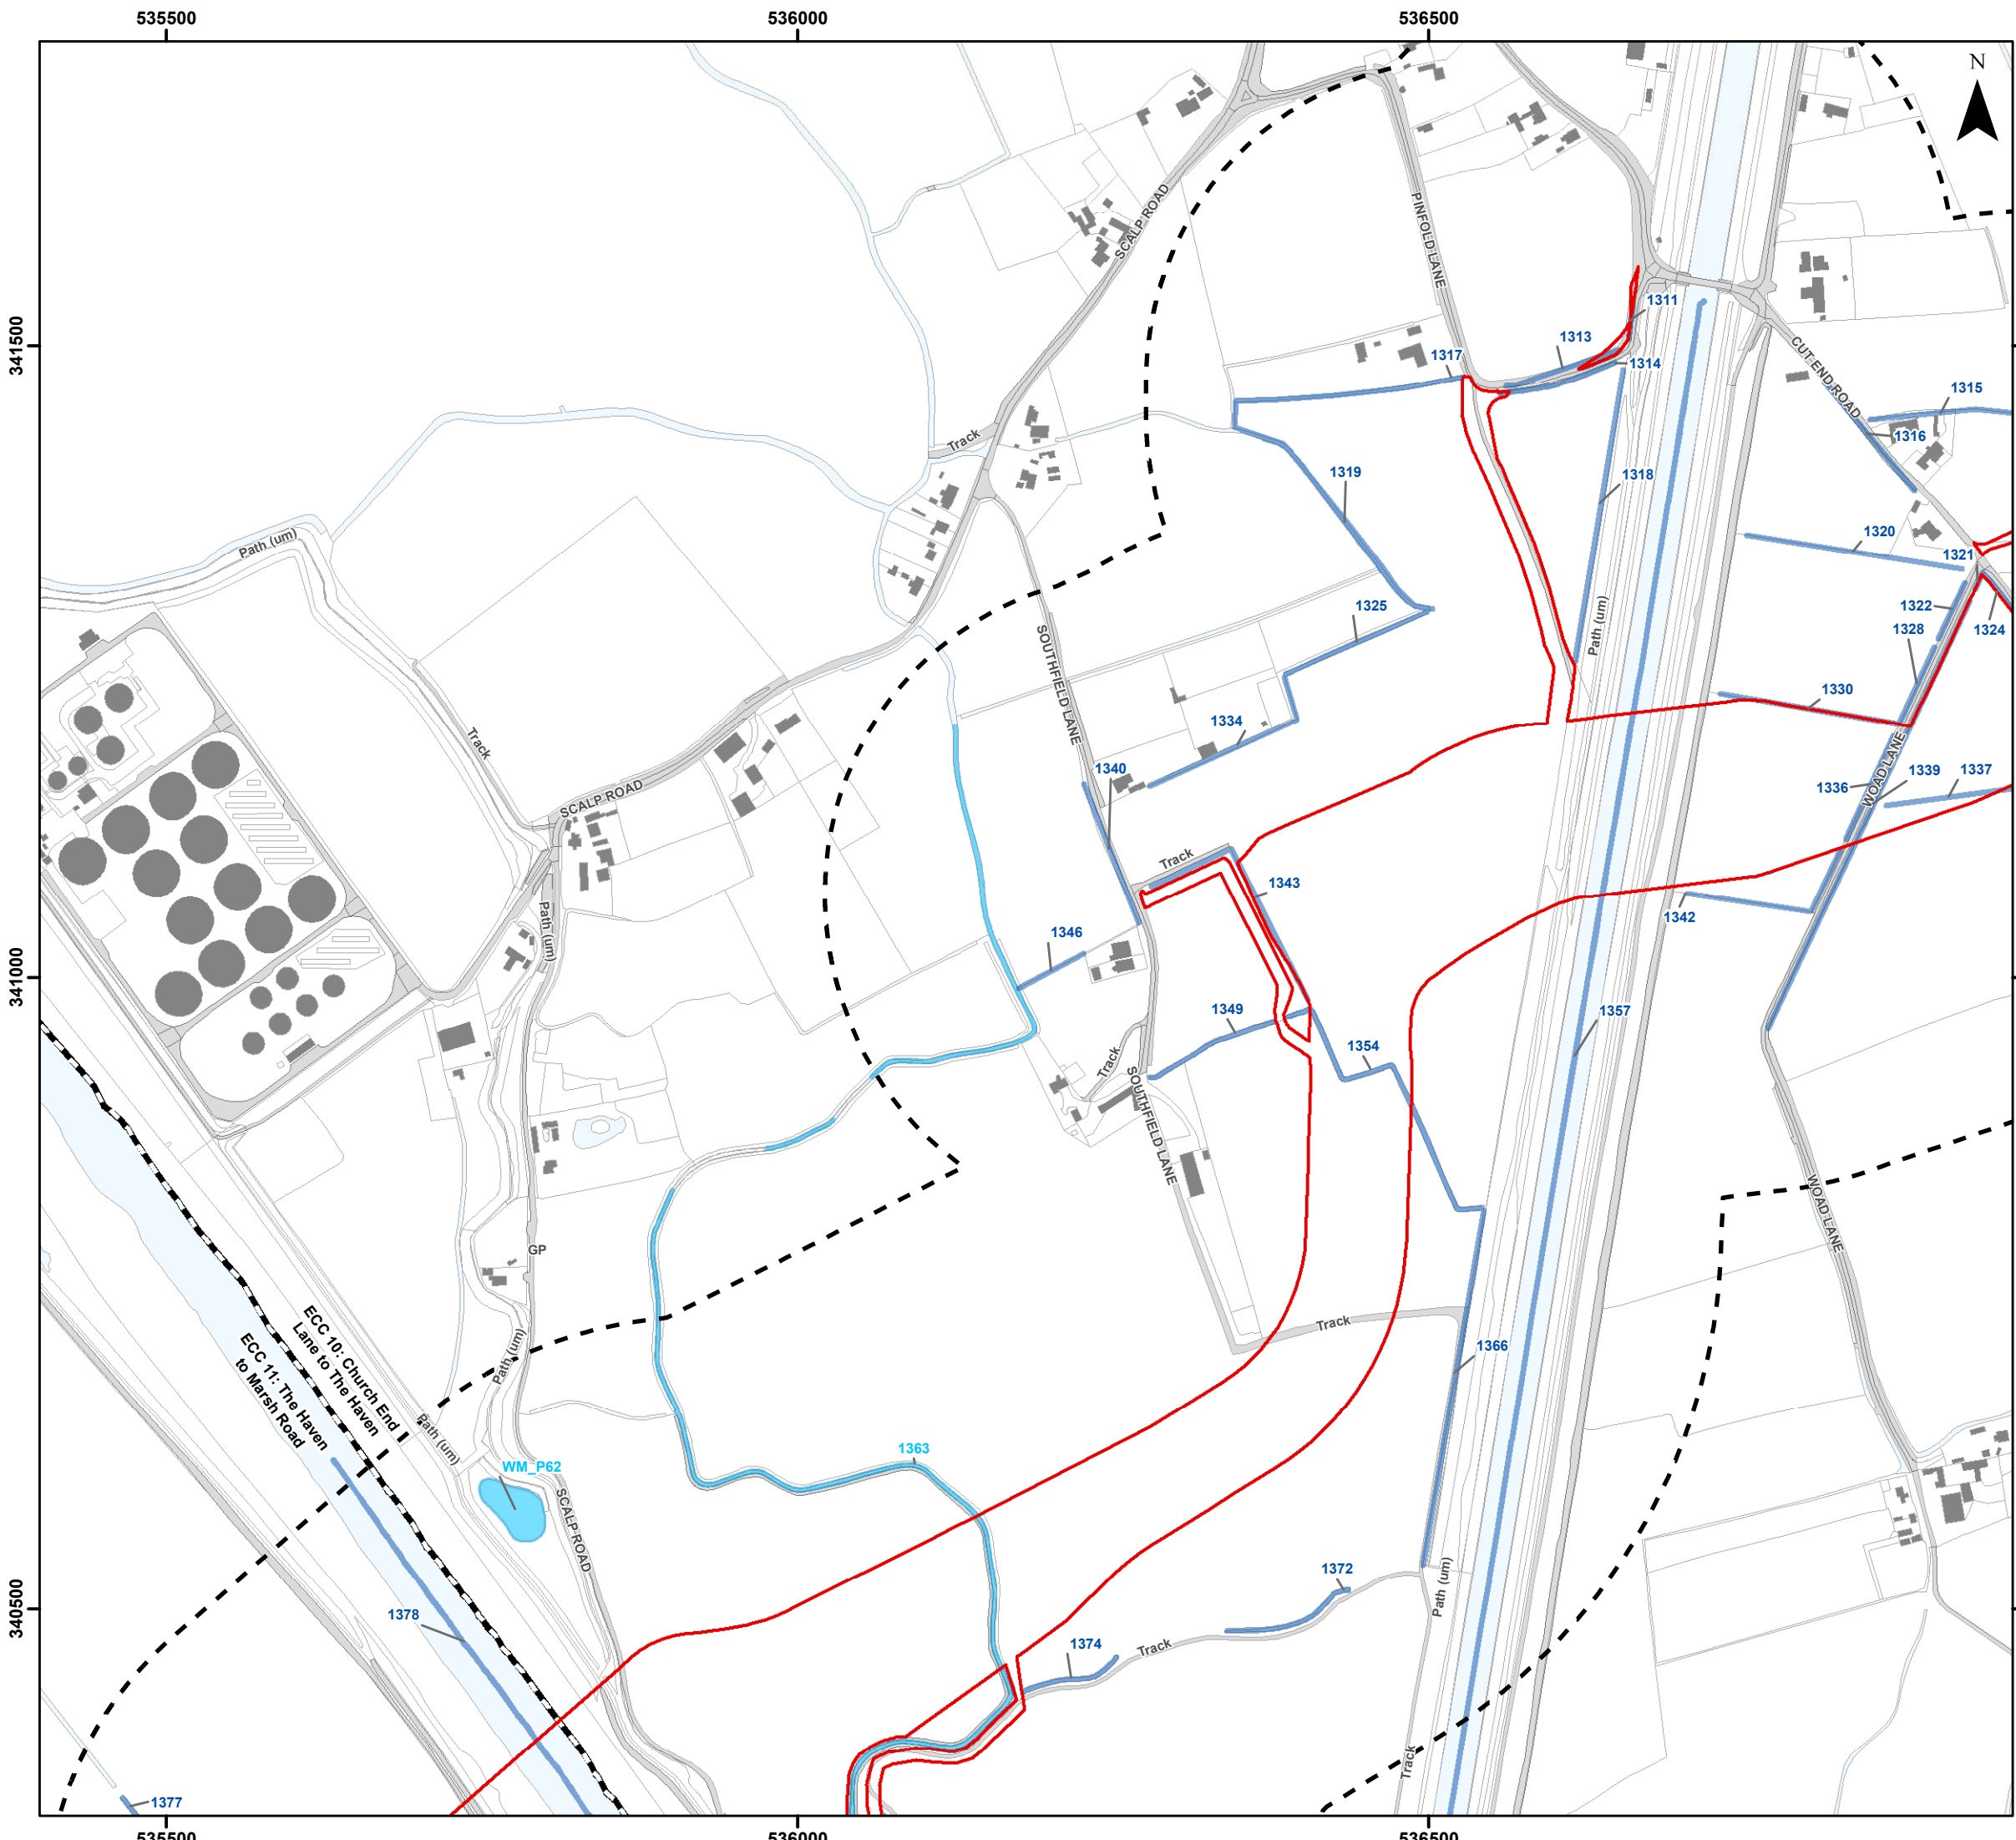 535500
536000
536500
N
341500
341000
340500
SCALP ROAD
PINFOLD LANE
1311
1313
1314
1317
CUT END ROAD
1315
1316
Track
1319
1318
1320
1321
1322
1328
1324
Path (um)
Path (um)
1325
SOUTHFIELD LANE
1330
1334
Track
1340
WOAD LANE
1336
1339
1337
SCALP ROAD
Track
1343
1342
Path (um)
1346
1349
1357
1354
Track
SOUTHFIELD LANE
WOAD LANE
GP
ECC 10: Church End
Lane to The Haven
ECC 11: The Haven
to Marsh Road
Path (um)
Track
1366
Path (um)
1363
WM_P62
SCALP ROAD
1372
Path (um)
1378
1374
Track
Track
1377
535500
536000
536500